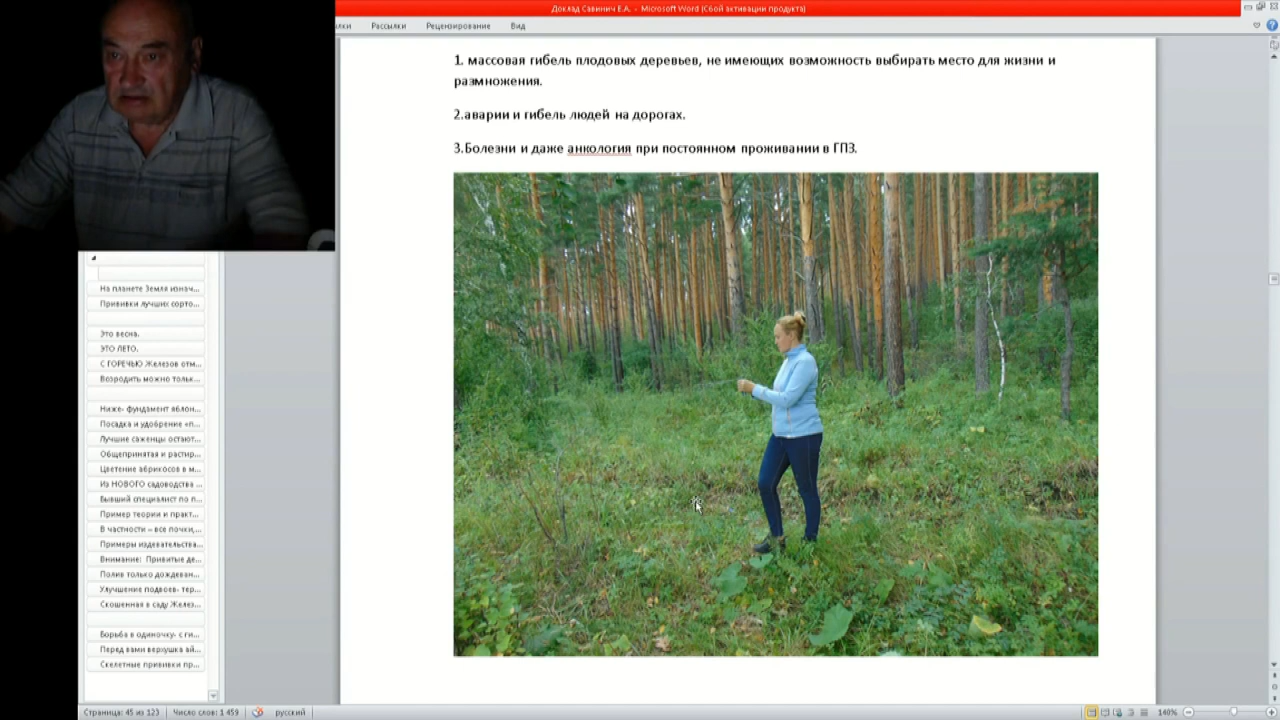 Доклад Савинич Е.А. - Microsoft Word (Сбой активации продукта)
лки Рассылки Рецензирование Вид
1. массовая гибель плодовых деревьев, не имеющих возможность выбирать место для жизни и
размножения.
2.аварии и гибель людей на дорогах.
3.Болезни и даже анкология при постоянном проживании в ГПЗ.
На планете Земля изнач...
Прививки лучших сорто...
Это весна.
ЭТО ЛЕТО.
С ГОРЕЧЬЮ Железов отм...
Возродить можно тольк...
Ниже- фундамент яблон...
Посадка и удобрение «п...
Лучшие саженцы остают...
Общепринятая и растир...
Цветение абрикосов в м...
Из НОВОГО садоводства ...
Бывший специалист по п...
Пример теории и практ...
В частности – все почки,...
Примеры издевательства...
Внимание: Привитые де...
Полив только дождеван...
Улучшение подвоев- тер...
Скошенная в саду Желез...
Борьба в одиночку- с ги...
Перед вами верхушка ай...
Скелетные прививки пр...
Страница: 45 из 123 Число слов: 1 459 русский 140%